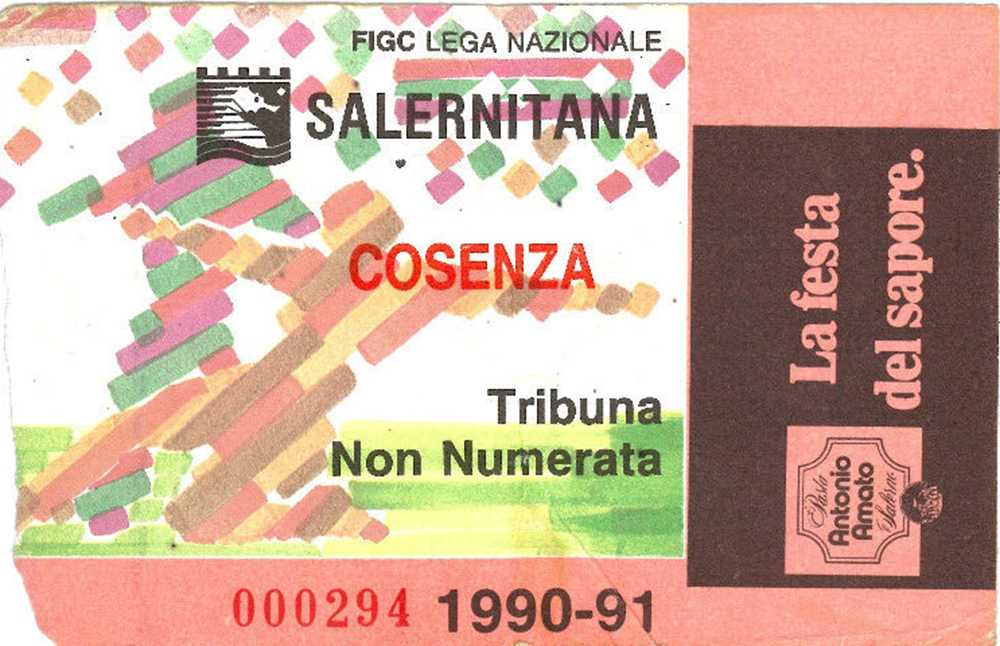 FIGC LEGA NAZIONALE
SALERNITANA
COSENZA
Tribuna
Non Numerata
000294 1990-91
La festa
del sapore.
Pasta
Antonio
Amato
Salerno